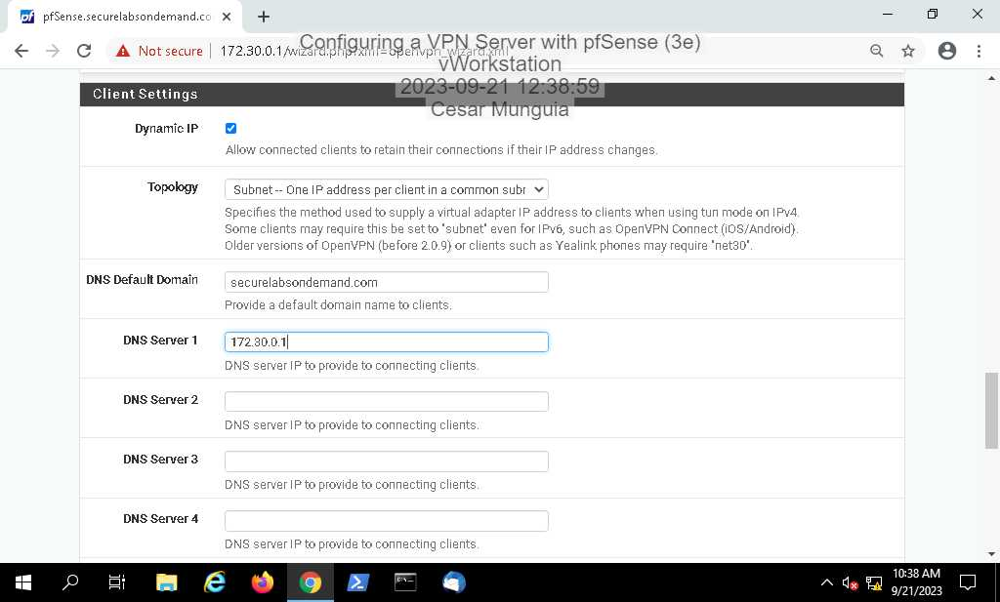 pfSense.securelabsondemand.co
Not secure
172.30.0.1/wizard.php?xml=openvpn_wizard.xml
Configuring a VPN Server with pfSense (3e)
vWorkstation
2023-09-21 12:38:59
Cesar Munguia
Client Settings
Dynamic IP
Allow connected clients to retain their connections if their IP address changes.
Topology
Subnet -- One IP address per client in a common subr
Specifies the method used to supply a virtual adapter IP address to clients when using tun mode on IPv4.
Some clients may require this be set to "subnet" even for IPv6, such as OpenVPN Connect (iOS/Android).
Older versions of OpenVPN (before 2.0.9) or clients such as Yealink phones may require "net30".
DNS Default Domain
securelabsondemand.com
Provide a default domain name to clients.
DNS Server 1
172.30.0.1
DNS server IP to provide to connecting clients.
DNS Server 2
DNS server IP to provide to connecting clients.
DNS Server 3
DNS server IP to provide to connecting clients.
DNS Server 4
DNS server IP to provide to connecting clients.
10:38 AM
9/21/2023